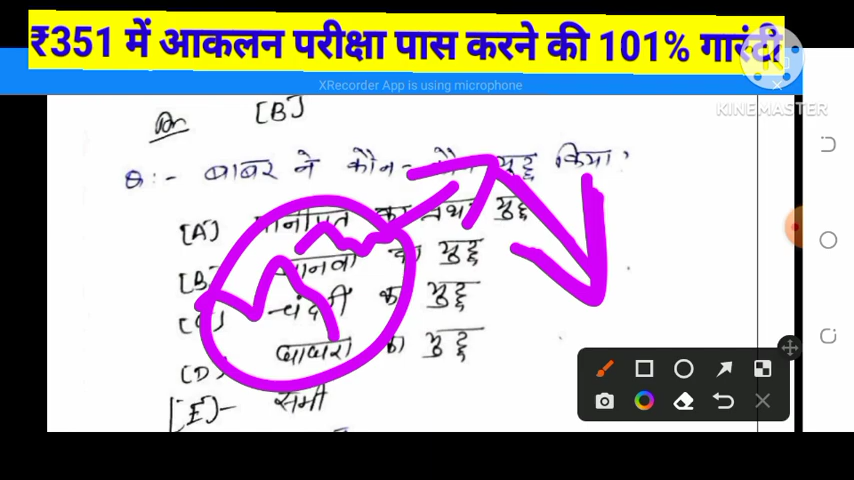 ₹351 में आकलन परीक्षा पास करने की 101% गारंटी
XRecorder App is using microphone
KINEMASTER
[B]
Q:- बाबर ने कौन- युद्ध किया?
[A] पानीपत का प्रथम युद्ध
[B] खानवा का युद्ध
[C] चंदेरी का युद्ध
[D] घाघरा का युद्ध
[E]- सभी